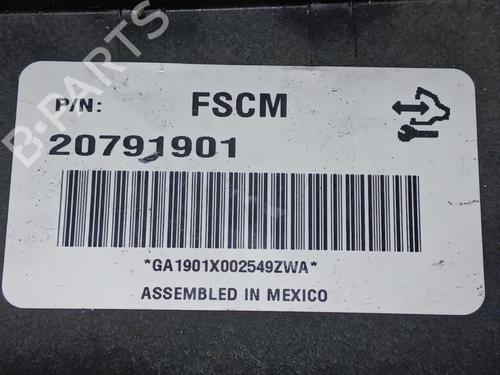 B-PARTS
P/N: FSCM
20791901
*GA1901X002549ZWA*
ASSEMBLED IN MEXICO